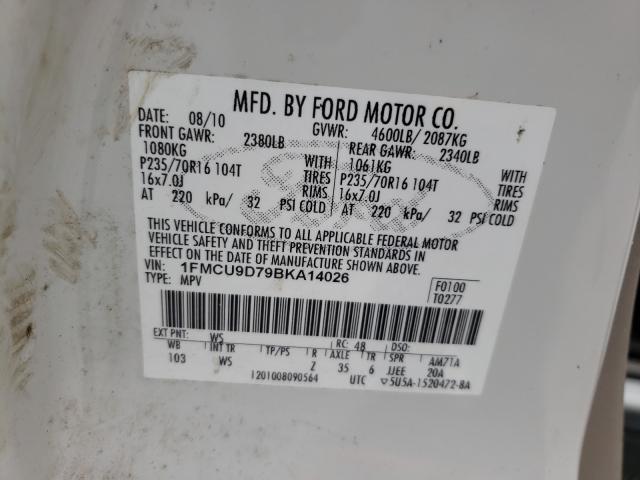 MFD. BY FORD MOTOR CO.
DATE: 08/10 GVWR: 4600LB/ 2087KG
FRONT GAWR: 2380LB REAR GAWR: 2340LB
1080KG WITH 1061KG WITH
P235/70R16 104T TIRES P235/70R16 104T TIRES
16x7.0J RIMS 16x7.0J RIMS
AT 220 kPa/ 32 PSI COLD AT 220 kPa/ 32 PSI COLD
THIS VEHICLE CONFORMS TO ALL APPLICABLE FEDERAL MOTOR
VEHICLE SAFETY AND THEFT PREVENTION STANDARDS IN
EFFECT ON THE DATE OF MANUFACTURE SHOWN ABOVE.
VIN: 1FMCU9D79BKA14026 F0100
TYPE: MPV T0277
EXT PNT: WS RC: 48 DSO:
WB INT TR TP/PS R AXLE TR SPR AM71A
103 WS Z 35 6 JJEE 20A
1201008090564 UTC ▽5U5A-1520472-BA